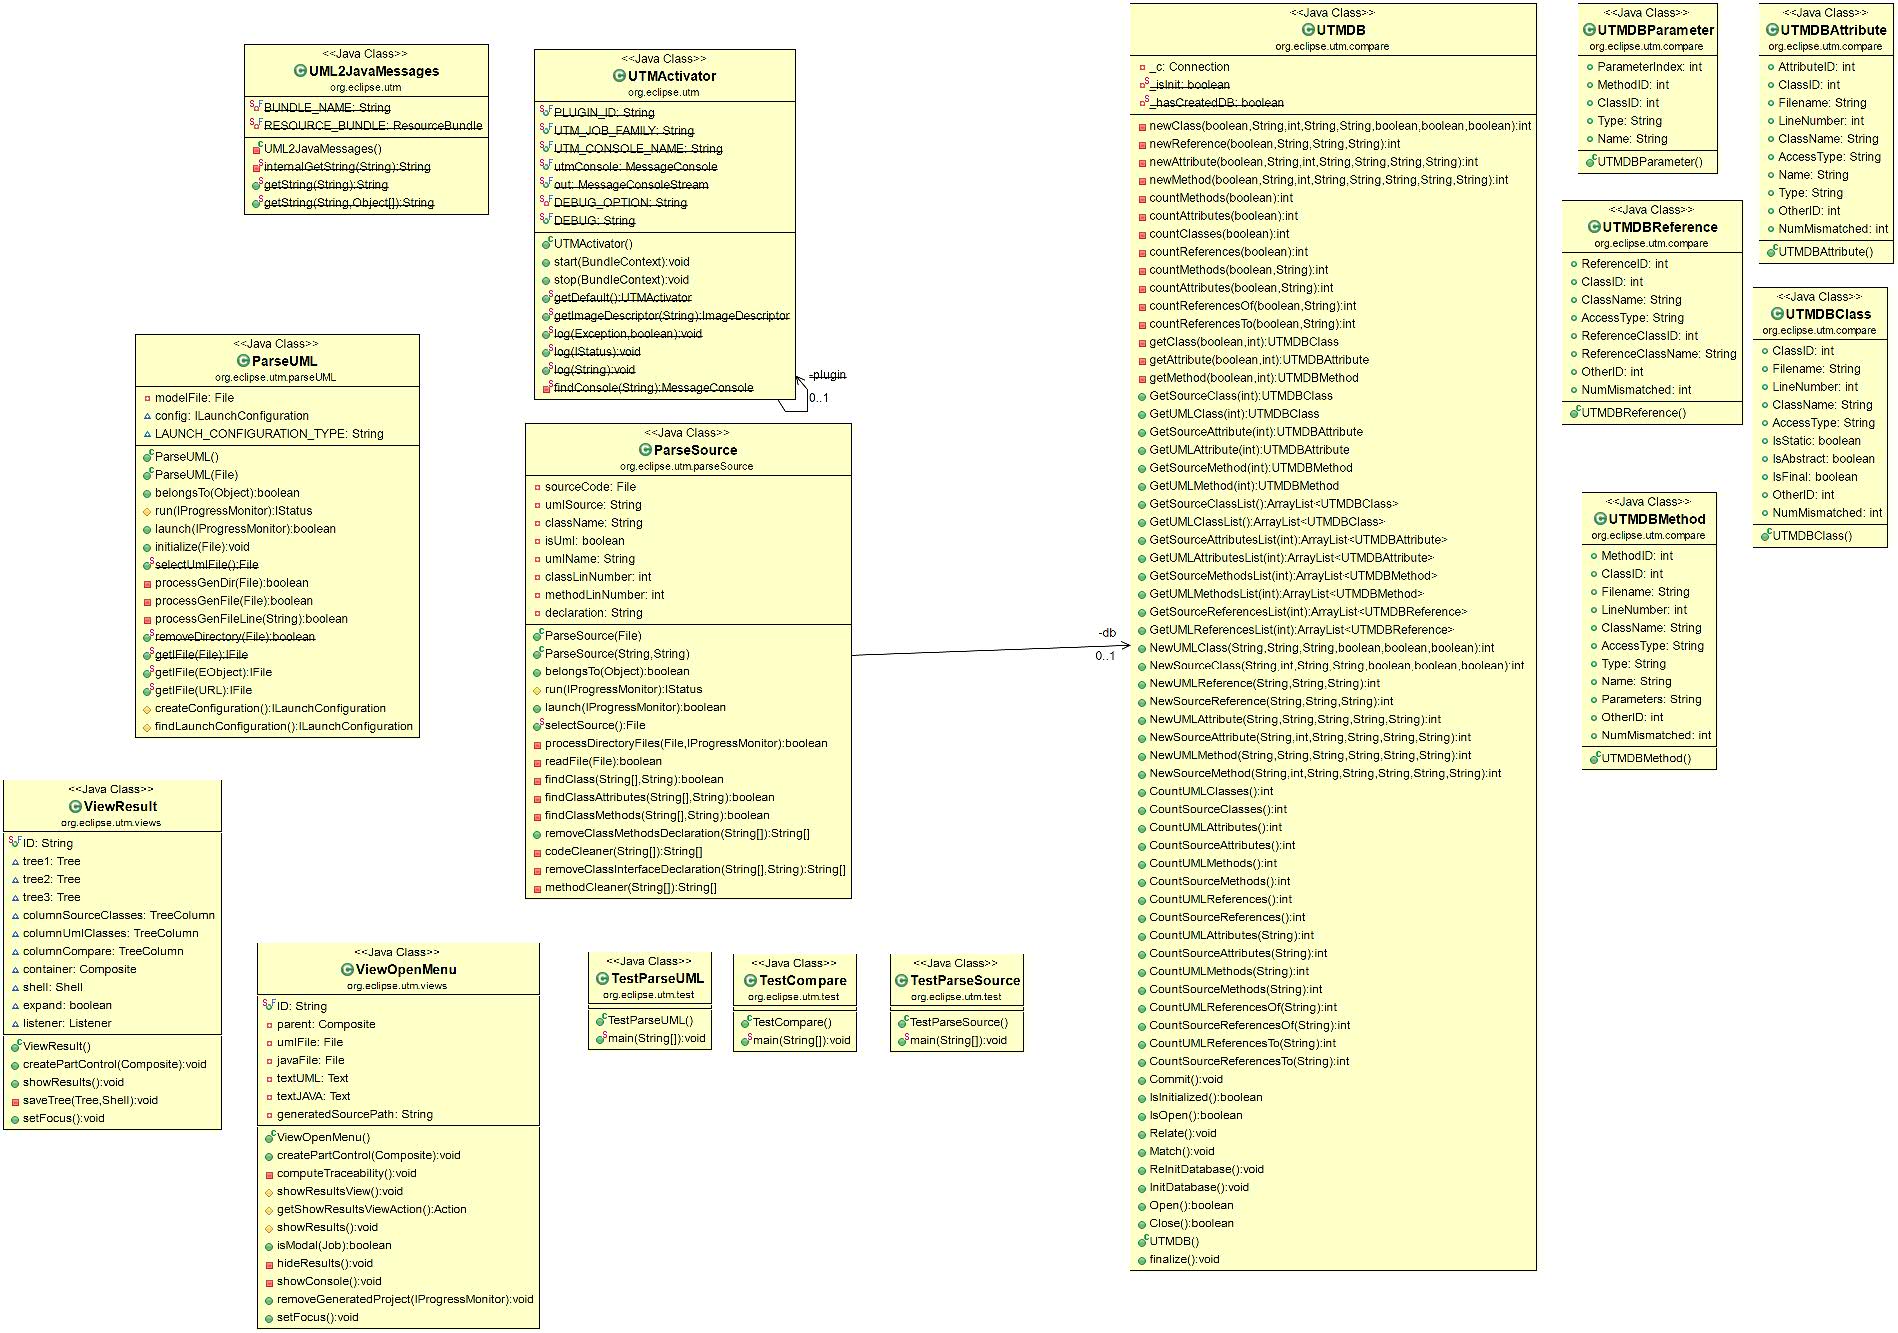 <<Java Class>>
UML2JavaMessages
org.eclipse.utm
BUNDLE_NAME: String
RESOURCE_BUNDLE: ResourceBundle
UML2JavaMessages()
internalGetString(String):String
getString(String):String
getString(String,Object[]):String
<<Java Class>>
UTMActivator
org.eclipse.utm
PLUGIN_ID: String
UTM_JOB_FAMILY: String
UTM_CONSOLE_NAME: String
utmConsole: MessageConsole
out: MessageConsoleStream
DEBUG_OPTION: String
DEBUG: String
UTMActivator()
start(BundleContext):void
stop(BundleContext):void
getDefault():UTMActivator
getImageDescriptor(String):ImageDescriptor
log(Exception,boolean):void
log(IStatus):void
log(String):void
findConsole(String):MessageConsole
-plugin
0..1
<<Java Class>>
ParseUML
org.eclipse.utm.parseUML
modelFile: File
config: ILaunchConfiguration
LAUNCH_CONFIGURATION_TYPE: String
ParseUML()
ParseUML(File)
belongsTo(Object):boolean
run(IProgressMonitor):IStatus
launch(IProgressMonitor):boolean
initialize(File):void
selectUmlFile():File
processGenDir(File):boolean
processGenFile(File):boolean
processGenFileLine(String):boolean
removeDirectory(File):boolean
getIFile(File):IFile
getIFile(EObject):IFile
getIFile(URL):IFile
createConfiguration():ILaunchConfiguration
findLaunchConfiguration():ILaunchConfiguration
<<Java Class>>
ParseSource
org.eclipse.utm.parseSource
sourceCode: File
umlSource: String
className: String
isUml: boolean
umlName: String
classLinNumber: int
methodLinNumber: int
declaration: String
ParseSource(File)
ParseSource(String,String)
belongsTo(Object):boolean
run(IProgressMonitor):IStatus
launch(IProgressMonitor):boolean
selectSource():File
processDirectoryFiles(File,IProgressMonitor):boolean
readFile(File):boolean
findClass(String[],String):boolean
findClassAttributes(String[],String):boolean
findClassMethods(String[],String):boolean
removeClassMethodsDeclaration(String[]):String[]
codeCleaner(String[]):String[]
removeClassInterfaceDeclaration(String[],String):String[]
methodCleaner(String[]):String[]
-db
0..1
<<Java Class>>
ViewResult
org.eclipse.utm.views
ID: String
tree1: Tree
tree2: Tree
tree3: Tree
columnSourceClasses: TreeColumn
columnUmlClasses: TreeColumn
columnCompare: TreeColumn
container: Composite
shell: Shell
expand: boolean
listener: Listener
ViewResult()
createPartControl(Composite):void
showResults():void
saveTree(Tree,Shell):void
setFocus():void
<<Java Class>>
ViewOpenMenu
org.eclipse.utm.views
ID: String
parent: Composite
umlFile: File
javaFile: File
textUML: Text
textJAVA: Text
generatedSourcePath: String
ViewOpenMenu()
createPartControl(Composite):void
computeTraceability():void
showResultsView():void
getShowResultsViewAction():Action
showResults():void
isModal(Job):boolean
hideResults():void
showConsole():void
removeGeneratedProject(IProgressMonitor):void
setFocus():void
<<Java Class>>
TestParseUML
org.eclipse.utm.test
TestParseUML()
main(String[]):void
<<Java Class>>
TestCompare
org.eclipse.utm.test
TestCompare()
main(String[]):void
<<Java Class>>
TestParseSource
org.eclipse.utm.test
TestParseSource()
main(String[]):void
<<Java Class>>
UTMDB
org.eclipse.utm.compare
_c: Connection
_isInit: boolean
_hasCreatedDB: boolean
newClass(boolean,String,int,String,String,boolean,boolean,boolean):int
newReference(boolean,String,String,String):int
newAttribute(boolean,String,int,String,String,String,String):int
newMethod(boolean,String,int,String,String,String,String,String):int
countMethods(boolean):int
countAttributes(boolean):int
countClasses(boolean):int
countReferences(boolean):int
countMethods(boolean,String):int
countAttributes(boolean,String):int
countReferencesOf(boolean,String):int
countReferencesTo(boolean,String):int
getClass(boolean,int):UTMDBClass
getAttribute(boolean,int):UTMDBAttribute
getMethod(boolean,int):UTMDBMethod
GetSourceClass(int):UTMDBClass
GetUMLClass(int):UTMDBClass
GetSourceAttribute(int):UTMDBAttribute
GetUMLAttribute(int):UTMDBAttribute
GetSourceMethod(int):UTMDBMethod
GetUMLMethod(int):UTMDBMethod
GetSourceClassList():ArrayList<UTMDBClass>
GetUMLClassList():ArrayList<UTMDBClass>
GetSourceAttributesList(int):ArrayList<UTMDBAttribute>
GetUMLAttributesList(int):ArrayList<UTMDBAttribute>
GetSourceMethodsList(int):ArrayList<UTMDBMethod>
GetUMLMethodsList(int):ArrayList<UTMDBMethod>
GetSourceReferencesList(int):ArrayList<UTMDBReference>
GetUMLReferencesList(int):ArrayList<UTMDBReference>
NewUMLClass(String,String,String,boolean,boolean,boolean):int
NewSourceClass(String,int,String,String,boolean,boolean,boolean):int
NewUMLReference(String,String,String):int
NewSourceReference(String,String,String):int
NewUMLAttribute(String,String,String,String,String):int
NewSourceAttribute(String,int,String,String,String,String):int
NewUMLMethod(String,String,String,String,String,String):int
NewSourceMethod(String,int,String,String,String,String,String):int
CountUMLClasses():int
CountSourceClasses():int
CountUMLAttributes():int
CountSourceAttributes():int
CountUMLMethods():int
CountSourceMethods():int
CountUMLReferences():int
CountSourceReferences():int
CountUMLAttributes(String):int
CountSourceAttributes(String):int
CountUMLMethods(String):int
CountSourceMethods(String):int
CountUMLReferencesOf(String):int
CountSourceReferencesOf(String):int
CountUMLReferencesTo(String):int
CountSourceReferencesTo(String):int
Commit():void
IsInitialized():boolean
IsOpen():boolean
Relate():void
Match():void
ReInitDatabase():void
InitDatabase():void
Open():boolean
Close():boolean
UTMDB()
finalize():void
<<Java Class>>
UTMDBParameter
org.eclipse.utm.compare
ParameterIndex: int
MethodID: int
ClassID: int
Type: String
Name: String
UTMDBParameter()
<<Java Class>>
UTMDBAttribute
org.eclipse.utm.compare
AttributeID: int
ClassID: int
Filename: String
LineNumber: int
ClassName: String
AccessType: String
Name: String
Type: String
OtherID: int
NumMismatched: int
UTMDBAttribute()
<<Java Class>>
UTMDBReference
org.eclipse.utm.compare
ReferenceID: int
ClassID: int
ClassName: String
AccessType: String
ReferenceClassID: int
ReferenceClassName: String
OtherID: int
NumMismatched: int
UTMDBReference()
<<Java Class>>
UTMDBClass
org.eclipse.utm.compare
ClassID: int
Filename: String
LineNumber: int
ClassName: String
AccessType: String
IsStatic: boolean
IsAbstract: boolean
IsFinal: boolean
OtherID: int
NumMismatched: int
UTMDBClass()
<<Java Class>>
UTMDBMethod
org.eclipse.utm.compare
MethodID: int
ClassID: int
Filename: String
LineNumber: int
ClassName: String
AccessType: String
Type: String
Name: String
Parameters: String
OtherID: int
NumMismatched: int
UTMDBMethod()